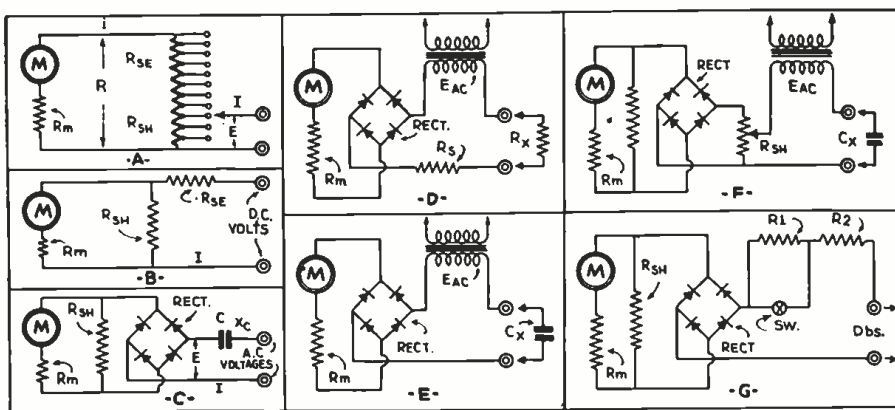 I
M
Rm
R
RSE
RSH
I
E
-A-
M
Rm
RSH
RSE
D.C.
VOLTS
I
-B-
M
Rm
RSH
RECT.
C
XC
E
A.C
VOLTAGES
I
-C-
M
Rm
EAC
RECT.
RS
RX
-D-
M
Rm
EAC
RECT.
CX
-E-
M
Rm
RECT
EAC
RSH
CX
-F-
M
Rm
RSH
RECT
R1
R2
SW.
Dbs.
-G-